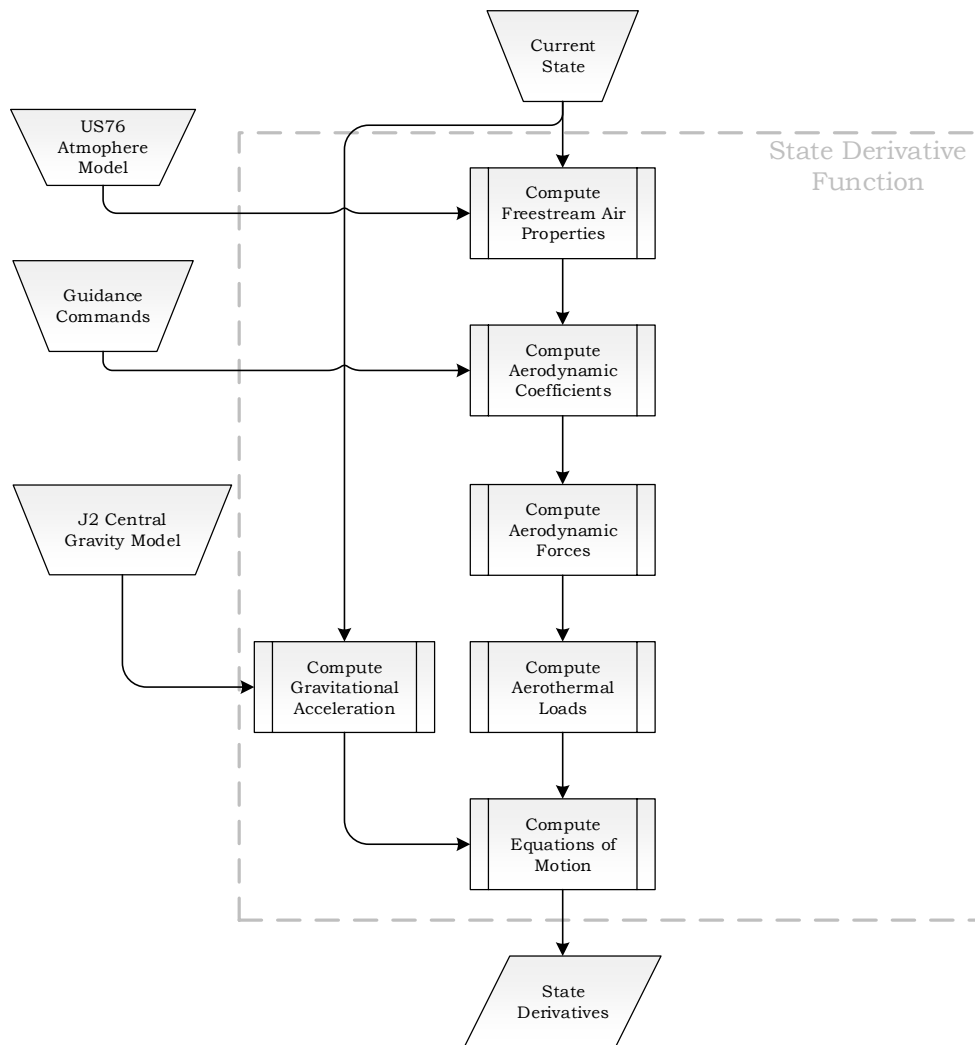 Current
State
US76
Atmophere
Model
State Derivative
Function
Compute
Freestream Air
Properties
Guidance
Commands
Compute
Aerodynamic
Coefficients
J2 Central
Gravity Model
Compute
Aerodynamic
Forces
Compute
Gravitational
Acceleration
Compute
Aerothermal
Loads
Compute
Equations of
Motion
State
Derivatives